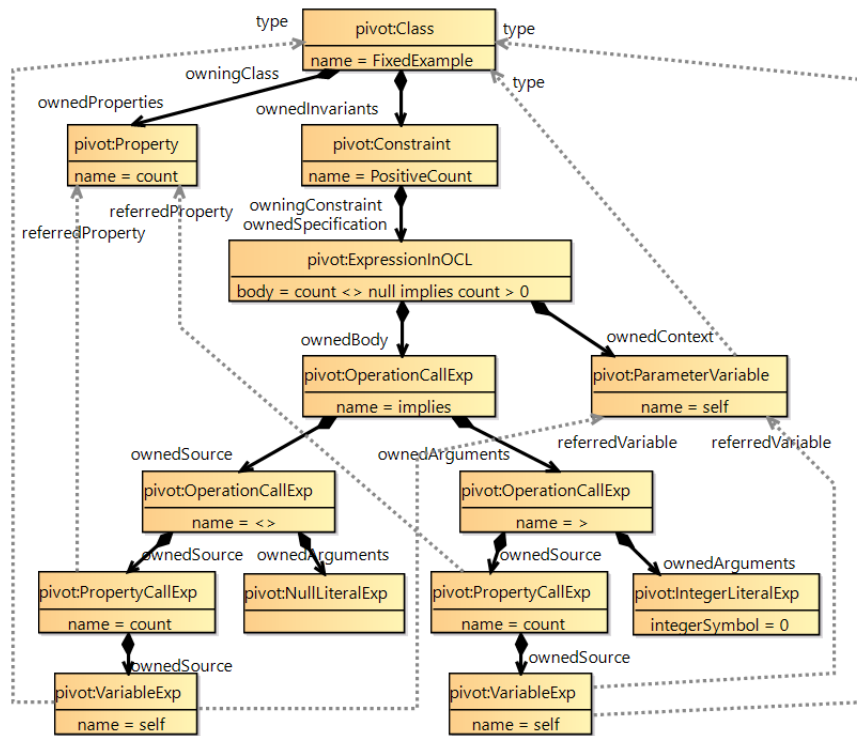 type
pivot:Class
type
name = FixedExample
owningClass
type
ownedProperties
ownedInvariants
pivot:Property
pivot:Constraint
name = count
name = PositiveCount
owningConstraint
referredProperty
ownedSpecification
referredProperty
pivot:ExpressionInOCL
body = count <> null implies count > 0
ownedBody
ownedContext
pivot:OperationCallExp
pivot:ParameterVariable
name = implies
name = self
referredVariable
referredVariable
ownedSource
ownedArguments
pivot:OperationCallExp
pivot:OperationCallExp
name = <>
name = >
ownedSource
ownedArguments
ownedSource
ownedArguments
pivot:PropertyCallExp
pivot:NullLiteralExp
pivot:PropertyCallExp
pivot:IntegerLiteralExp
name = count
name = count
integerSymbol = 0
ownedSource
ownedSource
pivot:VariableExp
pivot:VariableExp
name = self
name = self